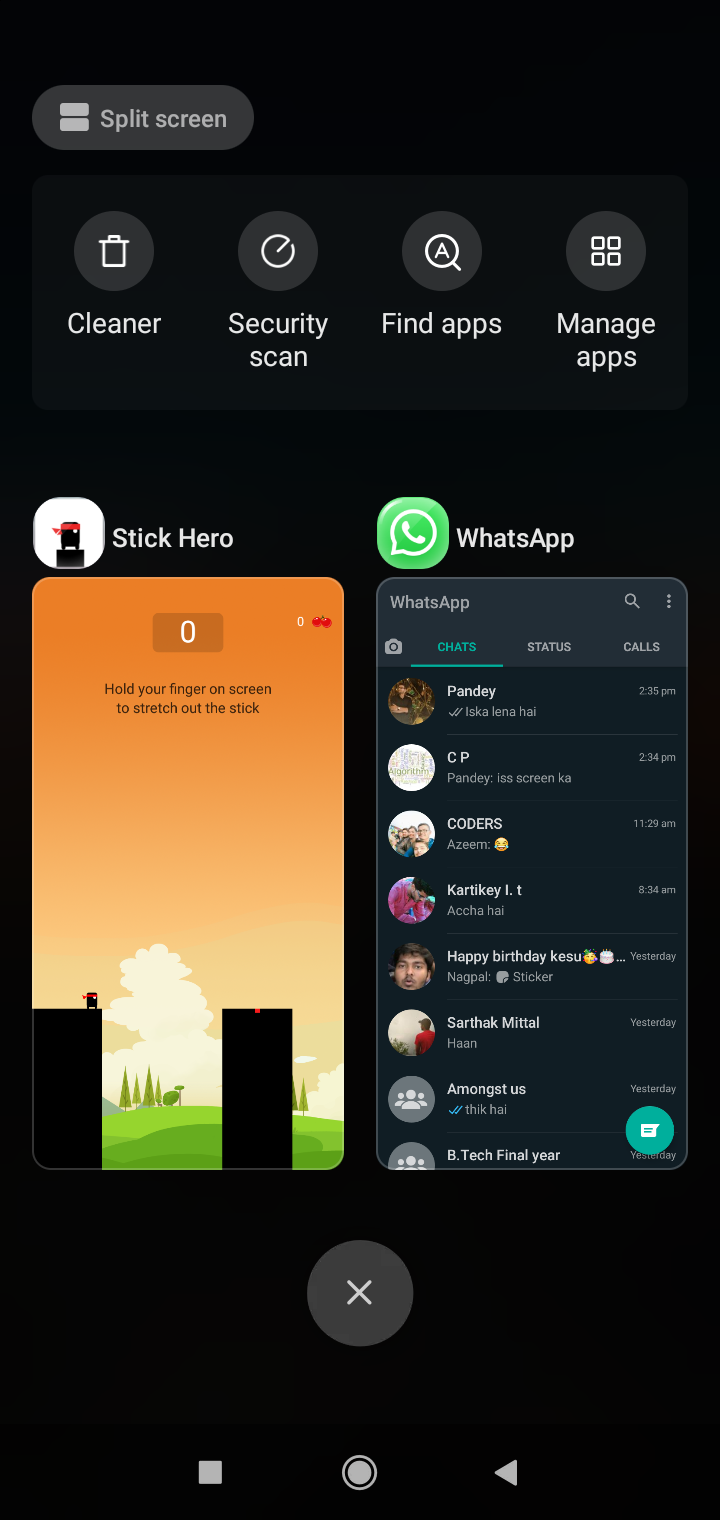 Split screen
Cleaner
Security
scan
Find apps
Manage
apps
Stick Hero
0
0
Hold your finger on screen
to stretch out the stick
WhatsApp
WhatsApp
CHATS STATUS CALLS
Pandey 2:35 pm
Iska lena hai
C P 2:34 pm
Pandey: iss screen ka
Algorithm
CODERS 11:29 am
Azeem: 😂
Kartikey I. t 8:34 am
Accha hai
Happy birthday kesu🥳🎂... Yesterday
Nagpal: Sticker
Sarthak Mittal Yesterday
Haan
Amongst us Yesterday
thik hai
B.Tech Final year Yesterday